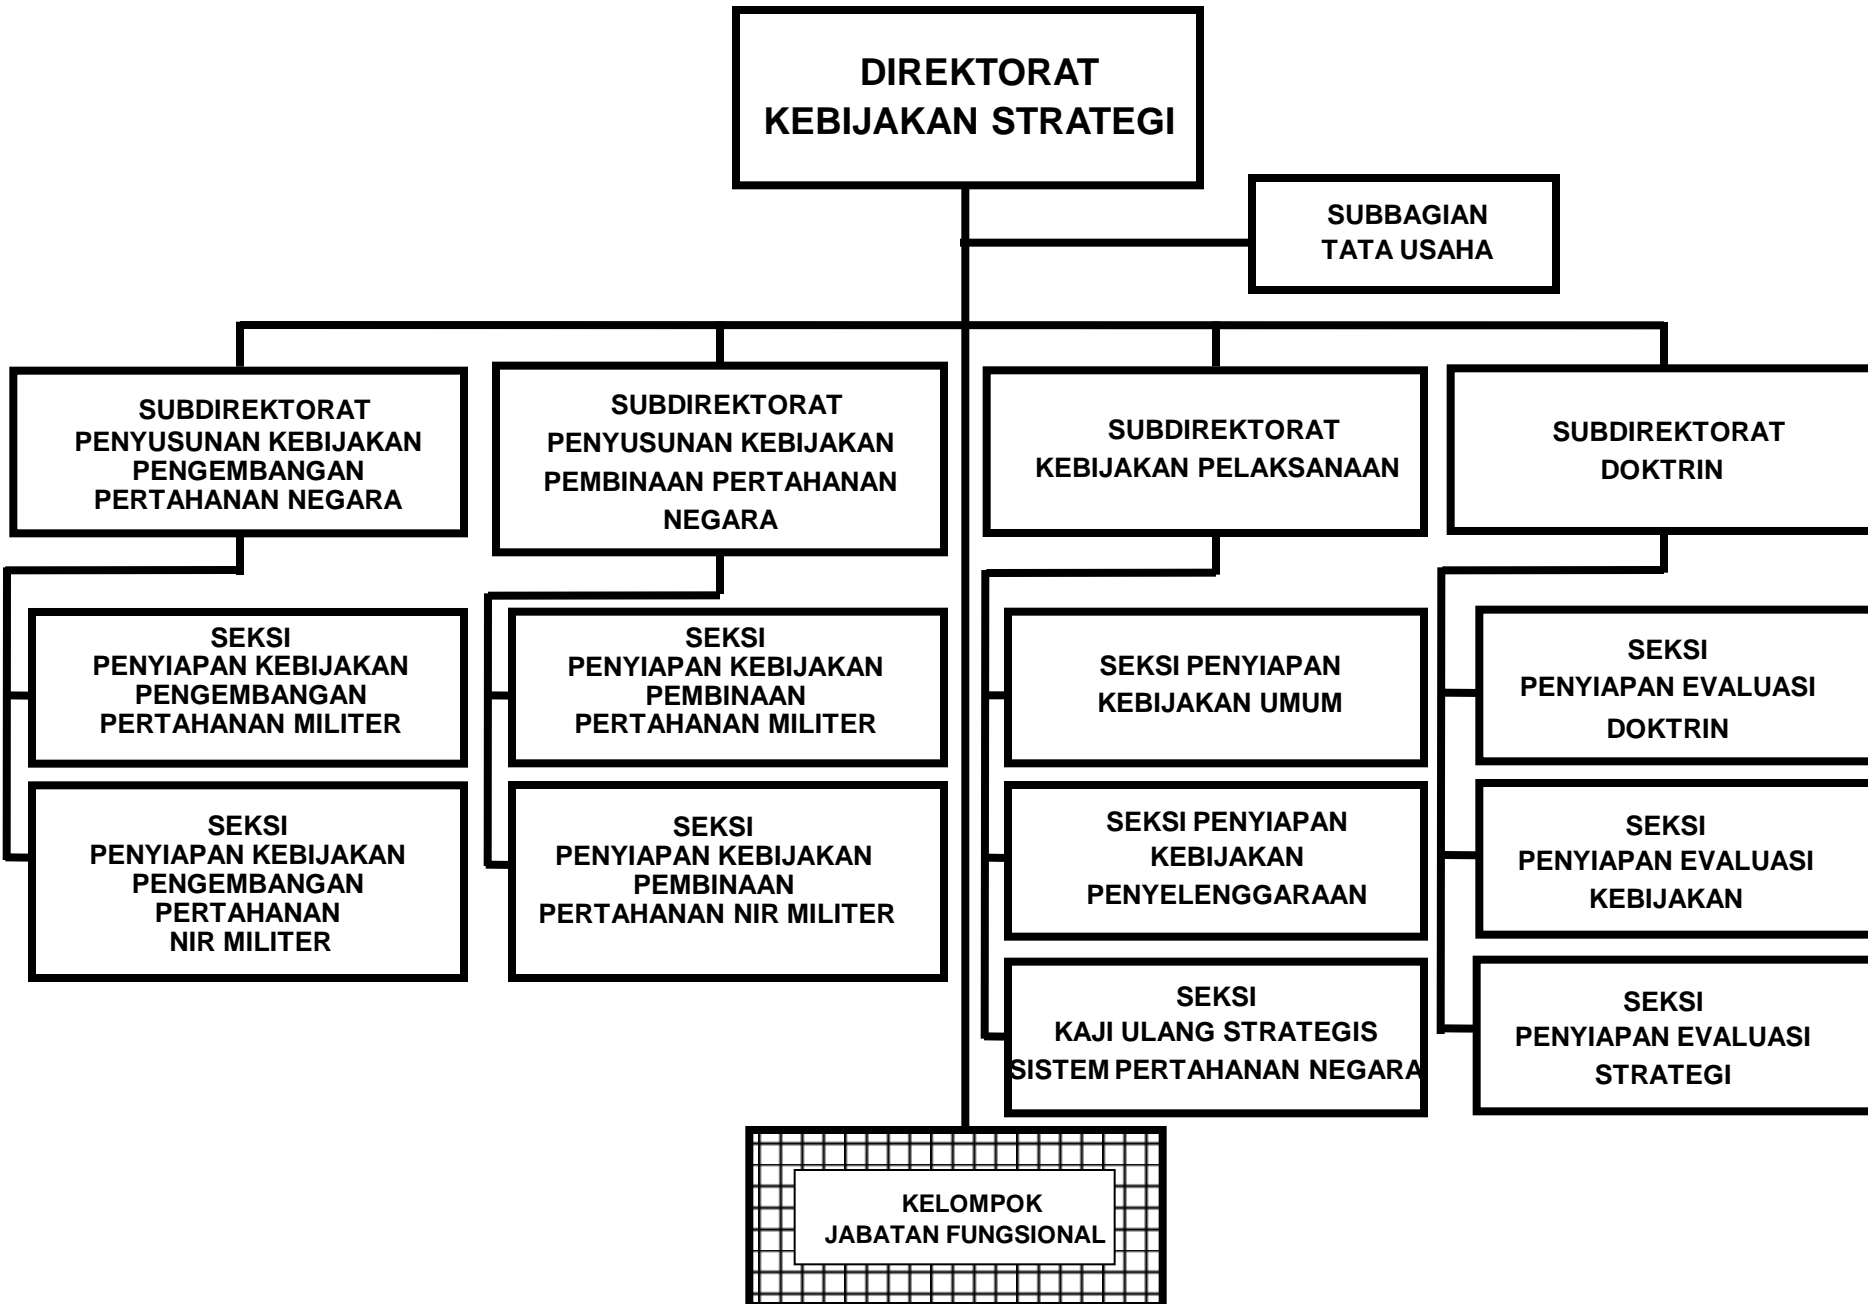 DIREKTORAT
KEBIJAKAN STRATEGI
SUBBAGIAN
TATA USAHA
SUBDIREKTORAT
PENYUSUNAN KEBIJAKAN
PENGEMBANGAN
PERTAHANAN NEGARA
SUBDIREKTORAT
PENYUSUNAN KEBIJAKAN
PEMBINAAN PERTAHANAN
NEGARA
SUBDIREKTORAT
KEBIJAKAN PELAKSANAAN
SUBDIREKTORAT
DOKTRIN
SEKSI
PENYIAPAN KEBIJAKAN
PENGEMBANGAN
PERTAHANAN MILITER
SEKSI
PENYIAPAN KEBIJAKAN
PEMBINAAN
PERTAHANAN MILITER
SEKSI PENYIAPAN
KEBIJAKAN UMUM
SEKSI
PENYIAPAN EVALUASI
DOKTRIN
SEKSI
PENYIAPAN KEBIJAKAN
PENGEMBANGAN
PERTAHANAN
NIR MILITER
SEKSI
PENYIAPAN KEBIJAKAN
PEMBINAAN
PERTAHANAN NIR MILITER
SEKSI PENYIAPAN
KEBIJAKAN
PENYELENGGARAAN
SEKSI
PENYIAPAN EVALUASI
KEBIJAKAN
SEKSI
KAJI ULANG STRATEGIS
SISTEM PERTAHANAN NEGARA
SEKSI
PENYIAPAN EVALUASI
STRATEGI
KELOMPOK
JABATAN FUNGSIONAL